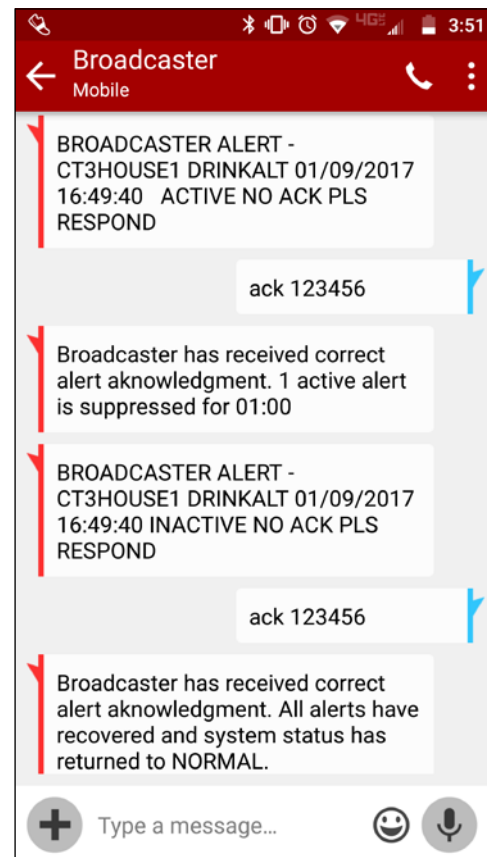 4GE 3:51
Broadcaster
Mobile
BROADCASTER ALERT -
CT3HOUSE1 DRINKALT 01/09/2017
16:49:40 ACTIVE NO ACK PLS
RESPOND
ack 123456
Broadcaster has received correct
alert aknowledgment. 1 active alert
is suppressed for 01:00
BROADCASTER ALERT -
CT3HOUSE1 DRINKALT 01/09/2017
16:49:40 INACTIVE NO ACK PLS
RESPOND
ack 123456
Broadcaster has received correct
alert aknowledgment. All alerts have
recovered and system status has
returned to NORMAL.
Type a message...